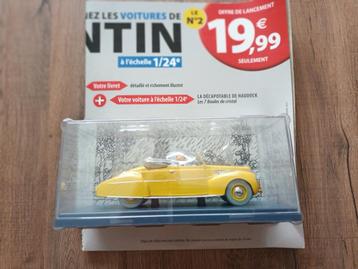 NEZ LES VOITURES DE
NTIN
à l'échelle 1/24e
LE N°2
OFFRE DE LANCEMENT
19,99 €
SEULEMENT
Votre livret détaillé et richement illustré
+ Votre voiture à l'échelle 1/24e
LA DÉCAPOTABLE DE HADDOCK
Les 7 Boules de cristal